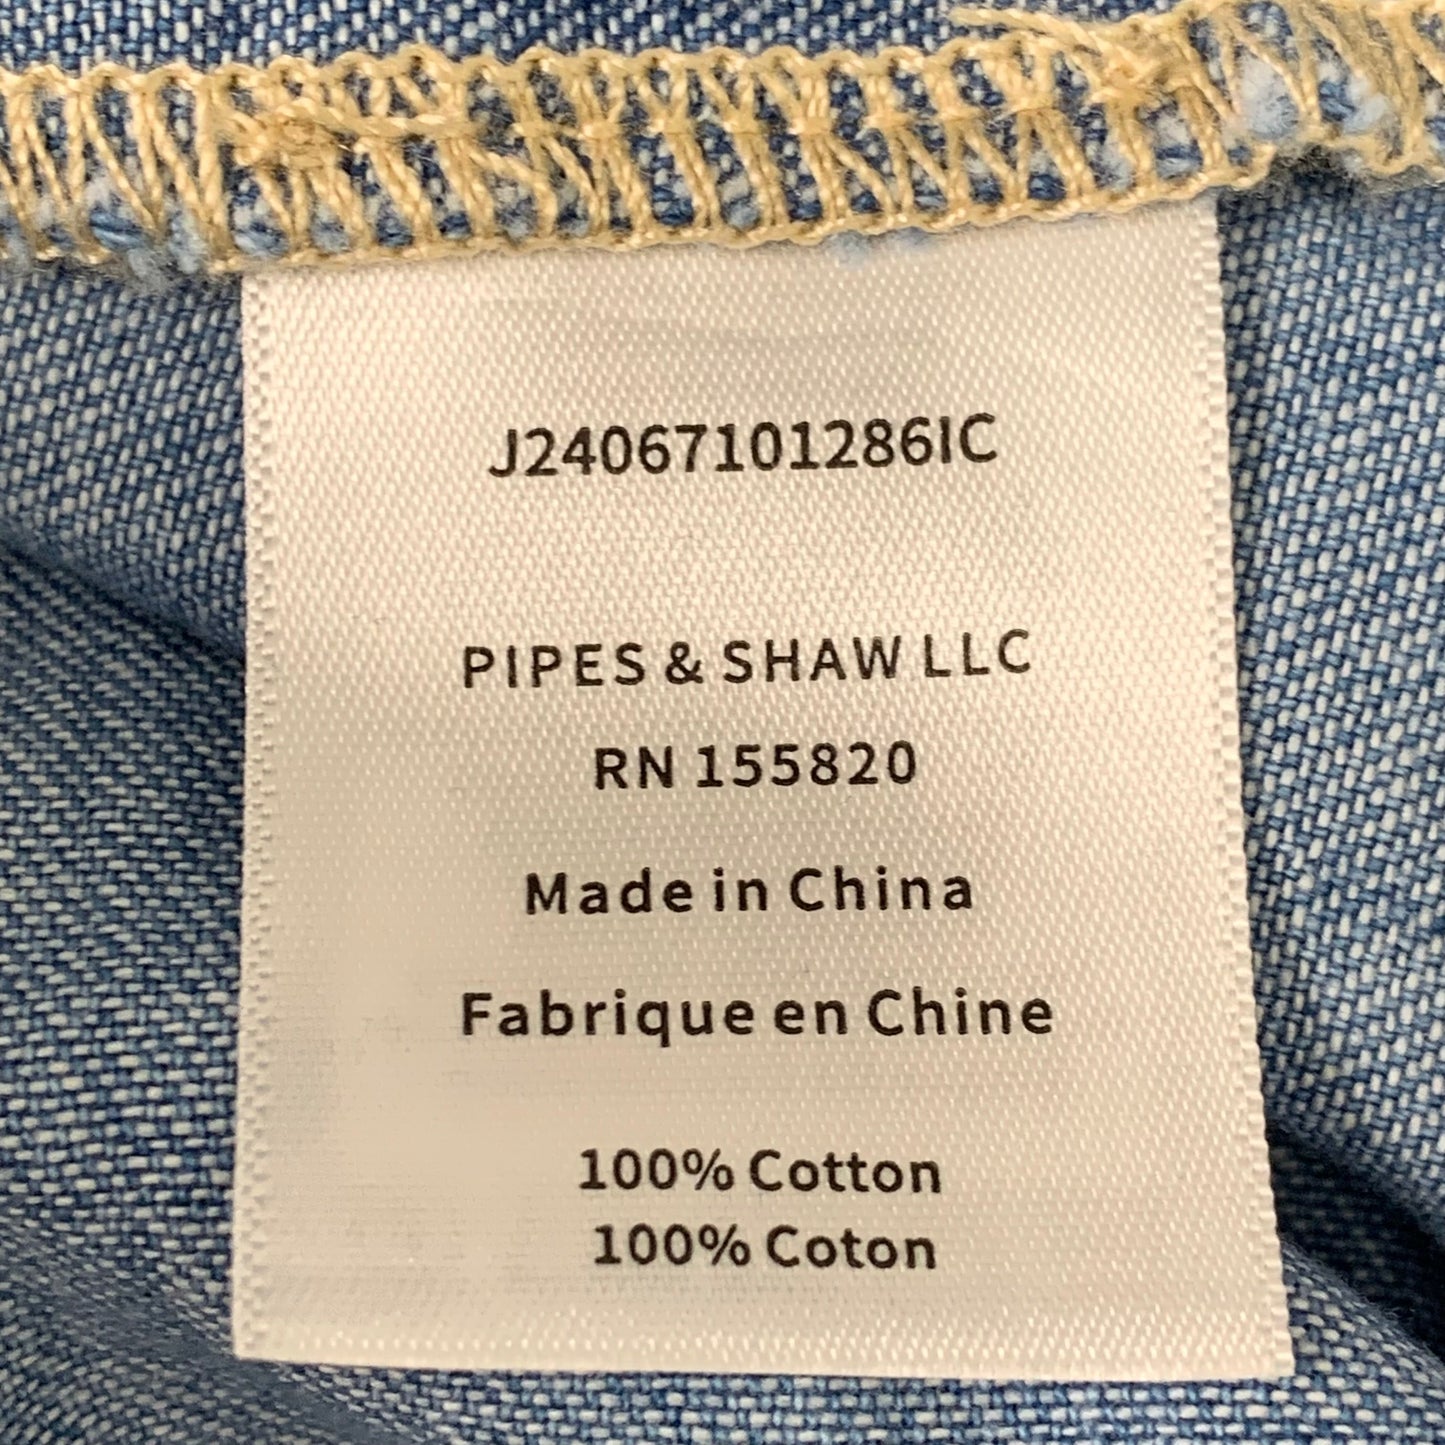 J24067101286IC
PIPES & SHAW LLC
RN 155820
Made in China
Fabrique en Chine
100% Cotton
100% Coton